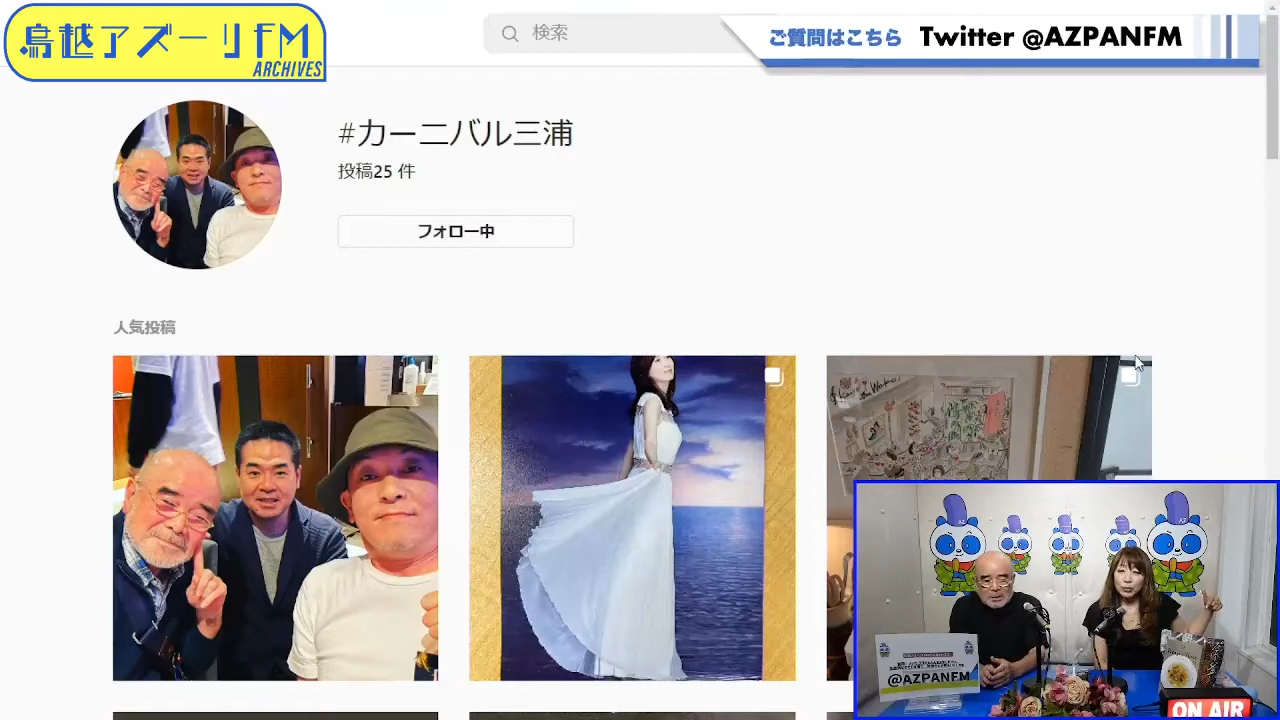 鳥越アズーリFM
ARCHIVES
検索
ご質問はこちら Twitter @AZPANFM
#カーニバル三浦
投稿25 件
フォロー中
人気投稿
@AZPANFM
ON AIR